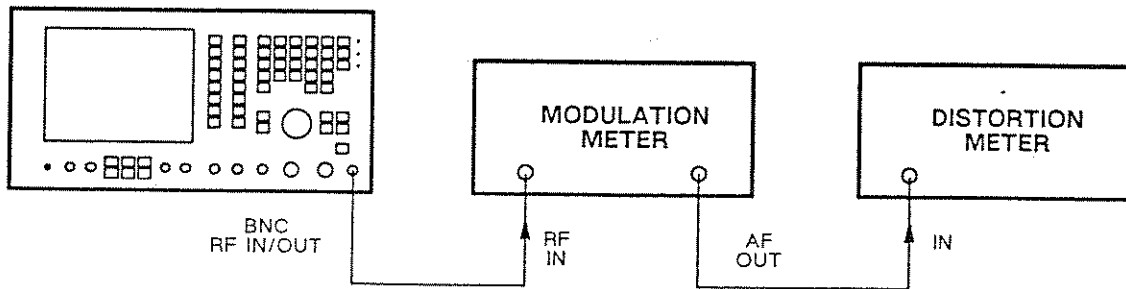 MODULATION
METER
DISTORTION
METER
BNC
RF IN/OUT
RF
IN
AF
OUT
IN